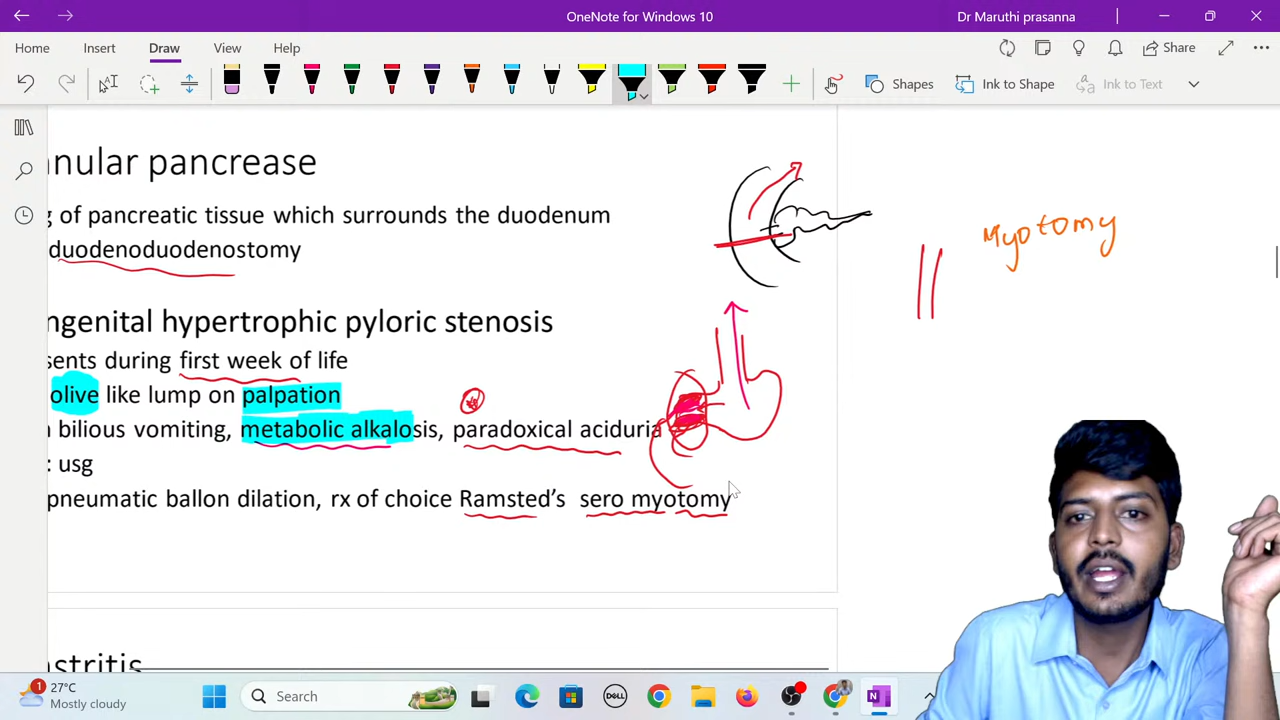 OneNote for Windows 10
Dr Maruthi prasanna
Home
Insert
Draw
View
Help
Share
Shapes
Ink to Shape
Ink to Text
nular pancrease
g of pancreatic tissue which surrounds the duodenum
duodenoduodenostomy
Myotomy
ngenital hypertrophic pyloric stenosis
sents during first week of life
olive like lump on palpation
bilious vomiting, metabolic alkalosis, paradoxical aciduria
: usg
pneumatic ballon dilation, rx of choice Ramsted's sero myotomy
stritis
1
27°C
Mostly cloudy
Search
DELL